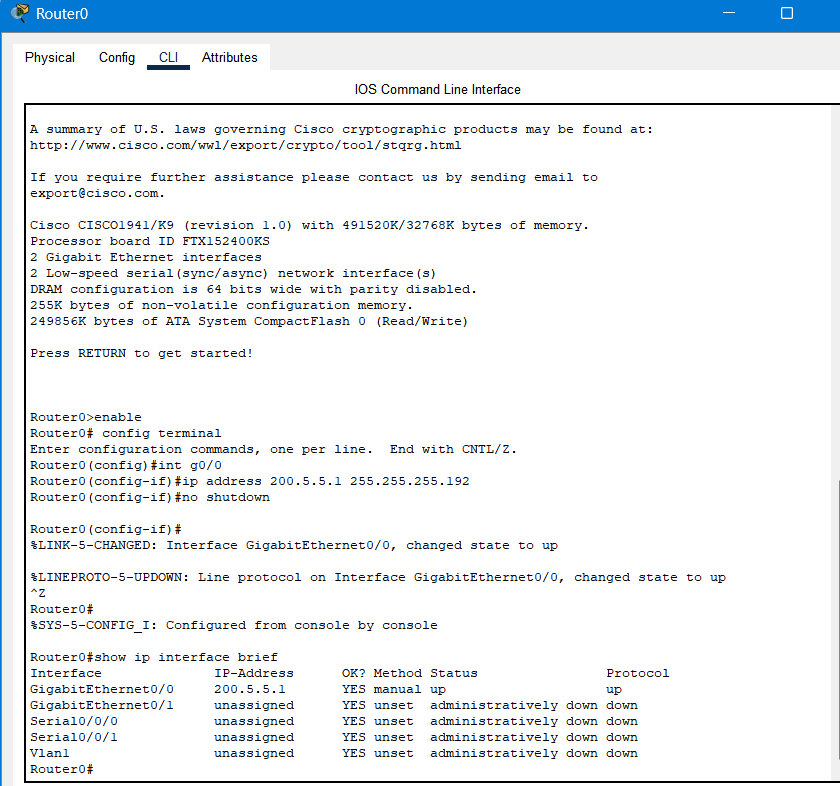 Router0
Physical Config CLI Attributes
IOS Command Line Interface
A summary of U.S. laws governing Cisco cryptographic products may be found at:
http://www.cisco.com/wwl/export/crypto/tool/stqrg.html
If you require further assistance please contact us by sending email to
export@cisco.com.
Cisco CISCO1941/K9 (revision 1.0) with 491520K/32768K bytes of memory.
Processor board ID FTX152400KS
2 Gigabit Ethernet interfaces
2 Low-speed serial(sync/async) network interface(s)
DRAM configuration is 64 bits wide with parity disabled.
255K bytes of non-volatile configuration memory.
249856K bytes of ATA System CompactFlash 0 (Read/Write)
Press RETURN to get started!
Router0>enable
Router0# config terminal
Enter configuration commands, one per line.  End with CNTL/Z.
Router0(config)#int g0/0
Router0(config-if)#ip address 200.5.5.1 255.255.255.192
Router0(config-if)#no shutdown
Router0(config-if)#
%LINK-5-CHANGED: Interface GigabitEthernet0/0, changed state to up
%LINEPROTO-5-UPDOWN: Line protocol on Interface GigabitEthernet0/0, changed state to up
^Z
Router0#
%SYS-5-CONFIG_I: Configured from console by console
Router0#show ip interface brief
Interface              IP-Address      OK? Method Status                Protocol
GigabitEthernet0/0     200.5.5.1       YES manual up                    up
GigabitEthernet0/1     unassigned      YES unset  administratively down down
Serial0/0/0            unassigned      YES unset  administratively down down
Serial0/0/1            unassigned      YES unset  administratively down down
Vlan1                  unassigned      YES unset  administratively down down
Router0#